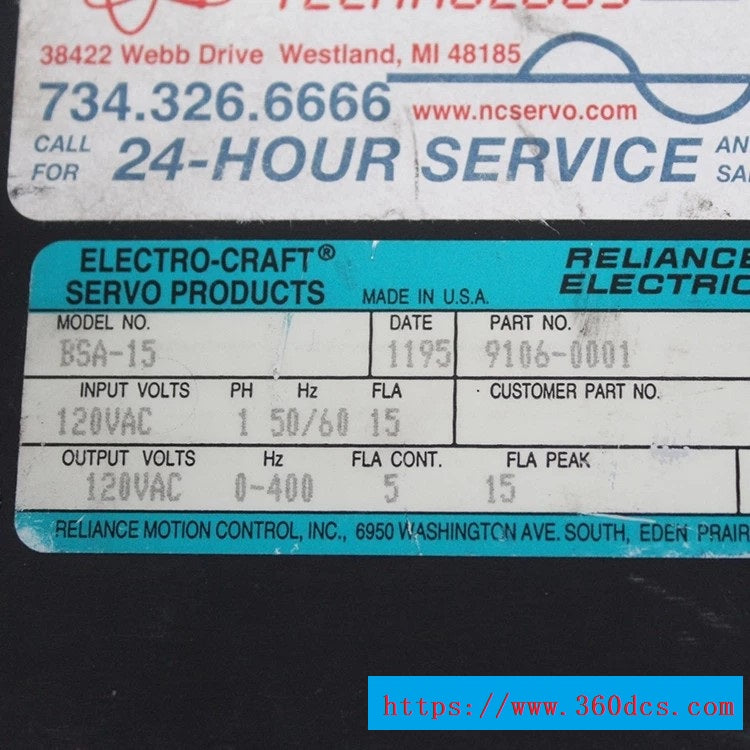 TECHNOLOGY
38422 Webb Drive Westland, MI 48185
734.326.6666 www.ncservo.com
CALL FOR 24-HOUR SERVICE AN
SA
ELECTRO-CRAFT® RELIANCE
SERVO PRODUCTS MADE IN U.S.A. ELECTRIC
MODEL NO. DATE PART NO.
BSA-15 1195 9106-0001
INPUT VOLTS PH Hz FLA CUSTOMER PART NO.
120VAC 1 50/60 15
OUTPUT VOLTS Hz FLA CONT. FLA PEAK
120VAC 0-400 5 15
RELIANCE MOTION CONTROL, INC., 6950 WASHINGTON AVE. SOUTH, EDEN PRAIR
https://www.360dcs.com